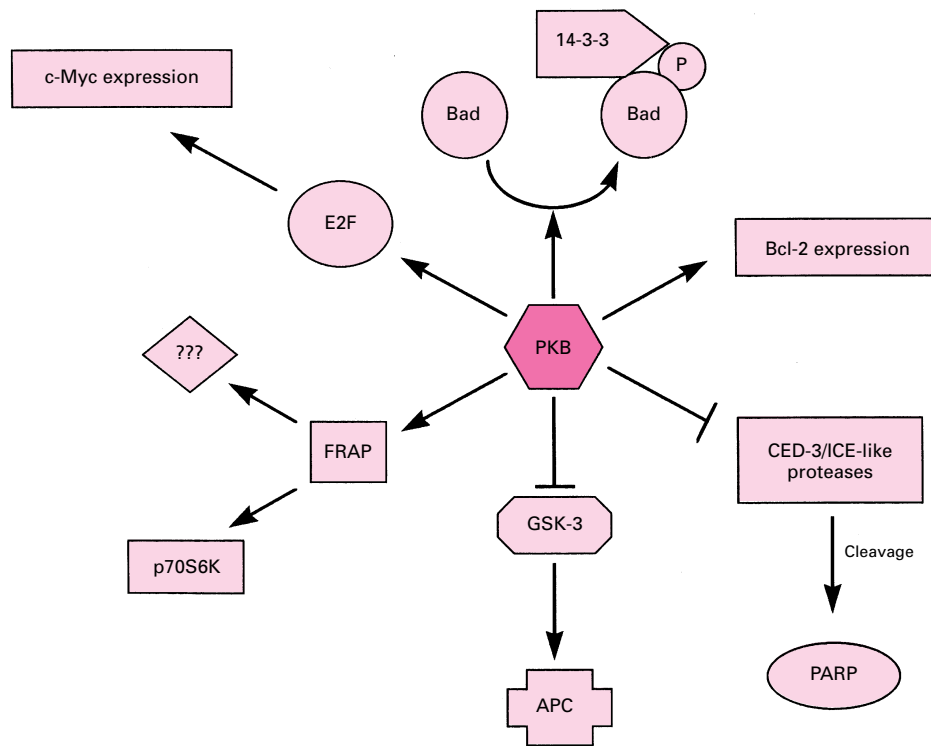 14-3-3
P
c-Myc expression
Bad
Bad
E2F
Bcl-2 expression
PKB
???
FRAP
CED-3/ICE-like
proteases
GSK-3
p70S6K
Cleavage
PARP
APC